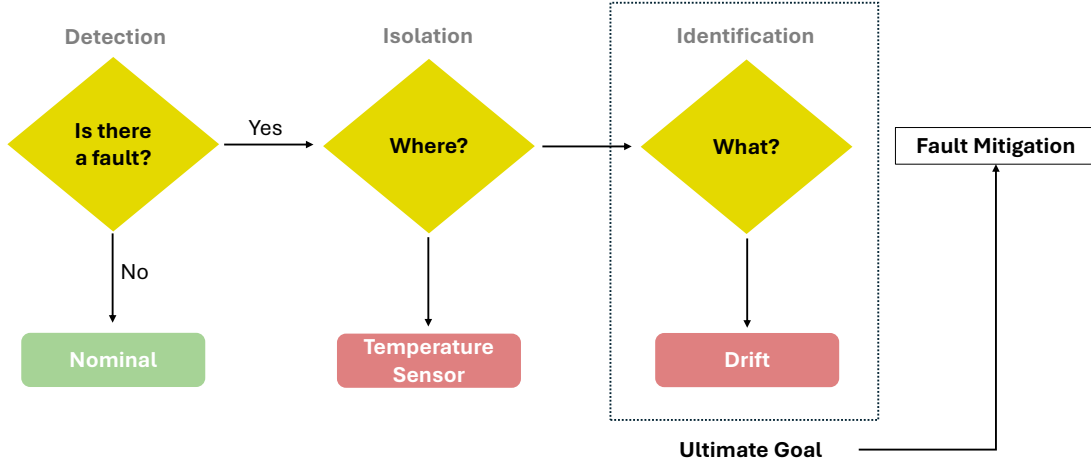 Detection
Isolation
Identification
Is there
a fault?
Yes
Where?
What?
Fault Mitigation
No
Nominal
Temperature
Sensor
Drift
Ultimate Goal